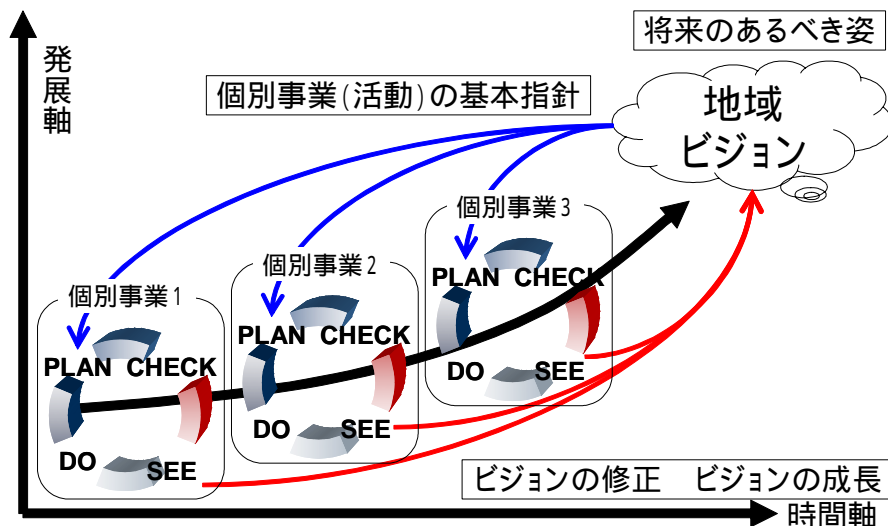 将来のあるべき姿
発展軸
個別事業(活動)の基本指針
地域
ビジョン
個別事業3
PLAN CHECK
DO SEE
個別事業2
PLAN CHECK
DO SEE
個別事業1
PLAN CHECK
DO SEE
ビジョンの修正 ビジョンの成長
時間軸